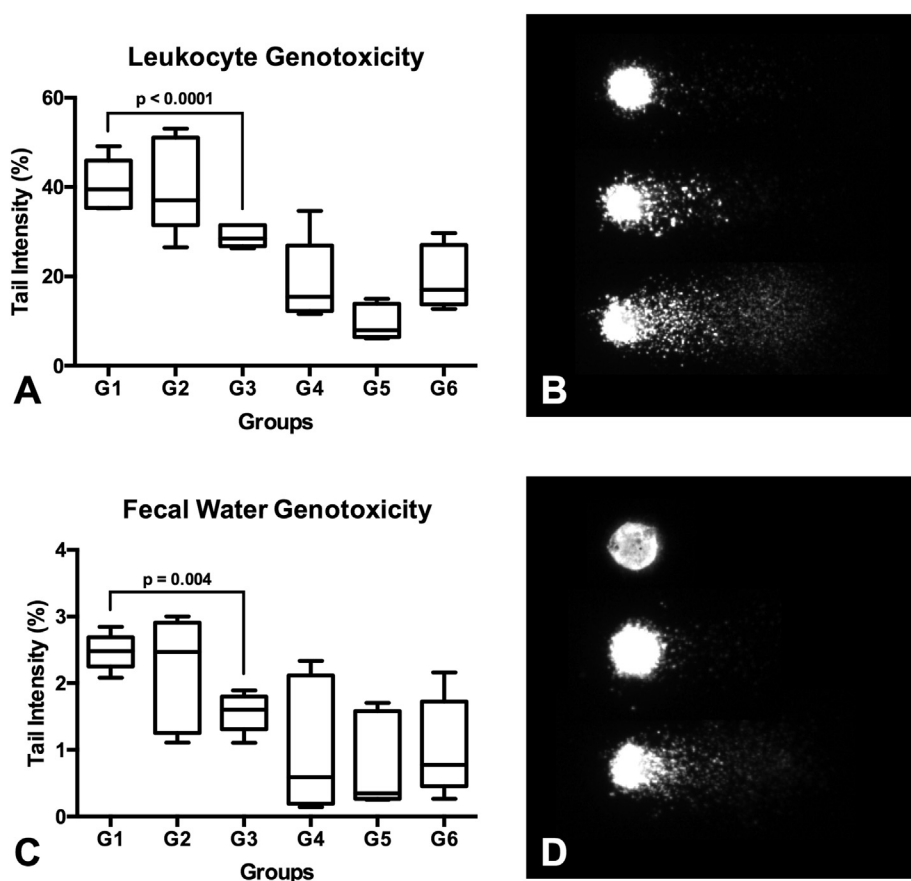 Leukocyte Genotoxicity
p < 0.0001
Tail Intensity (%)
60
40
20
0
G1 G2 G3 G4 G5 G6
Groups
A
B
Fecal Water Genotoxicity
p = 0.004
Tail Intensity (%)
4
3
2
1
0
G1 G2 G3 G4 G5 G6
Groups
C
D